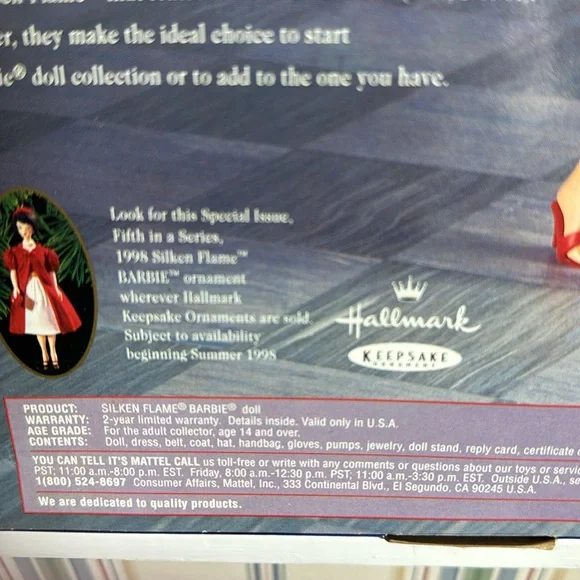 er, they make the ideal choice to start
ie® doll collection or to add to the one you have.
Look for this Special Issue,
Fifth in a Series,
1998 Silken Flame™
BARBIE™ ornament
wherever Hallmark
Keepsake Ornaments are sold.
Subject to availability
beginning Summer 1998
Hallmark
KEEPSAKE
ORNAMENT
PRODUCT: SILKEN FLAME® BARBIE® doll
WARRANTY: 2-year limited warranty. Details inside. Valid only in U.S.A.
AGE GRADE: For the adult collector, age 14 and over.
CONTENTS: Doll, dress, belt, coat, hat, handbag, gloves, pumps, jewelry, doll stand, reply card, certificate
YOU CAN TELL IT'S MATTEL CALL us toll-free or write with any comments or questions about our toys or servic
PST; 11:00 a.m.-8:00 p.m. EST. Friday, 8:00 a.m.-12:30 p.m. PST; 11:00 a.m.-3:30 p.m. EST. Outside U.S.A., se
1(800) 524-8697 Consumer Affairs, Mattel, Inc., 333 Continental Blvd., El Segundo, CA 90245 U.S.A.
We are dedicated to quality products.